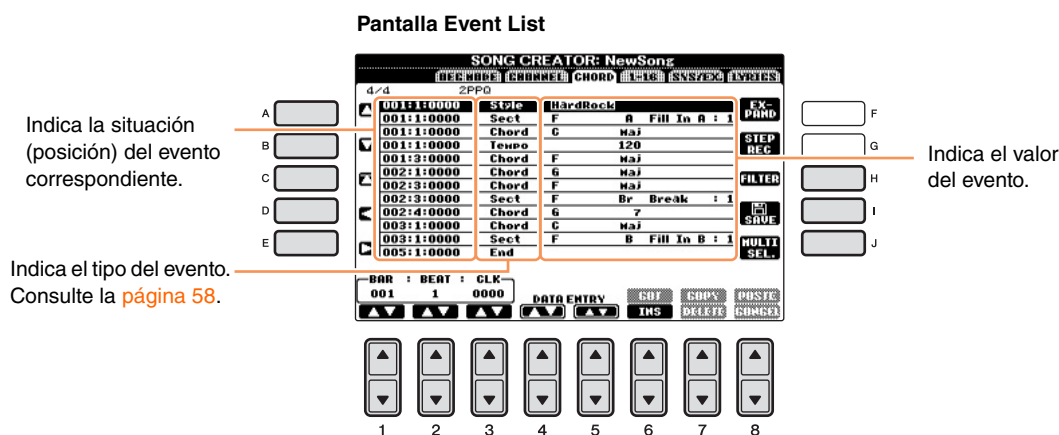 Pantalla Event List
SONG CREATOR: NewSong
REC MODE CHANNEL CHORD 1-16 SYS/EX. LYRICS
4/4 2PPQ
001:1:0000 Style HardRock
001:1:0000 Sect F A Fill In A : 1
001:1:0000 Chord C Maj
001:1:0000 Tempo 120
001:3:0000 Chord F Maj
002:1:0000 Chord G Maj
002:3:0000 Chord F Maj
002:3:0000 Sect F Br Break : 1
002:4:0000 Chord G 7
003:1:0000 Chord C Maj
003:1:0000 Sect F B Fill In B : 1
005:1:0000 End
EX-
PAND
STEP
REC
FILTER
SAVE
MULTI
SEL.
BAR : BEAT : CLK
001 1 0000
DATA ENTRY
CUT COPY PASTE
INS DELETE CANCEL
A
B
C
D
E
F
G
H
I
J
Indica la situación
(posición) del evento
correspondiente.
Indica el tipo del evento.
Consulte la página 58.
Indica el valor
del evento.
1 2 3 4 5 6 7 8